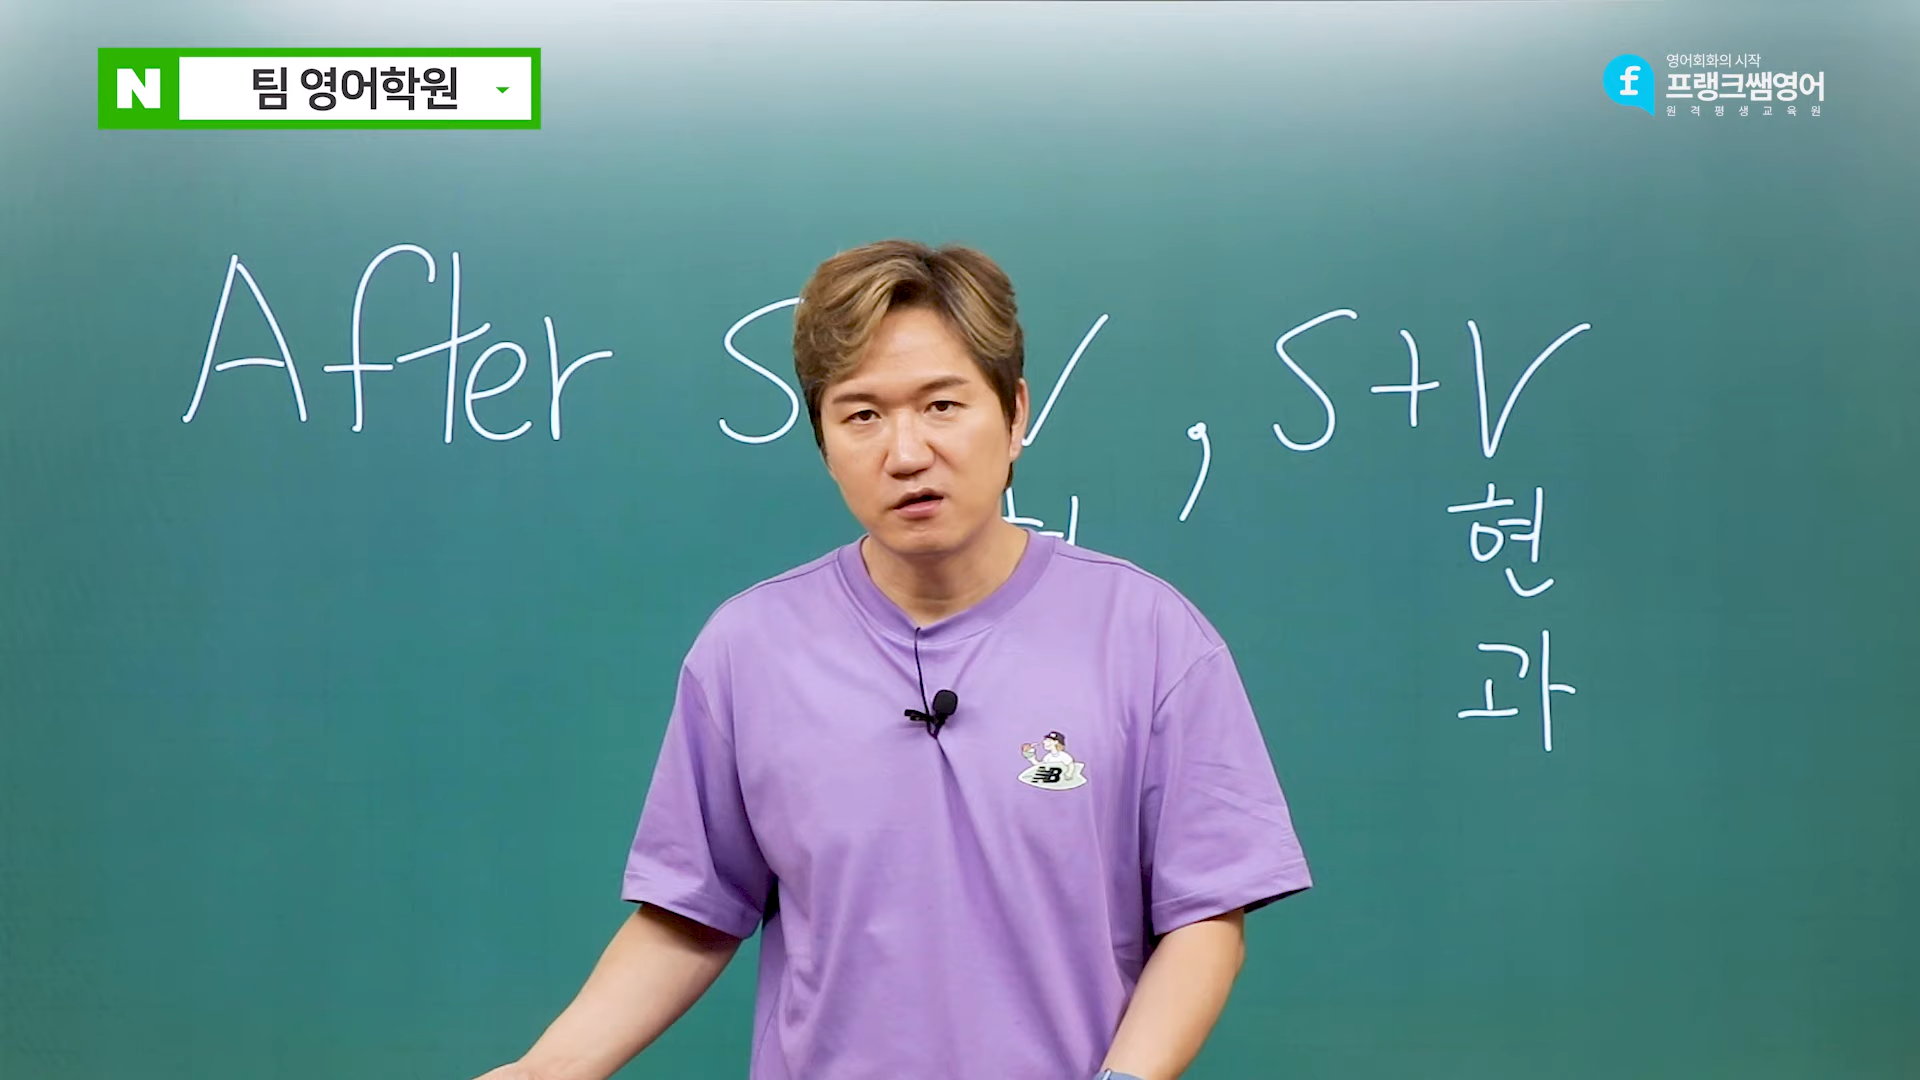 N 팀 영어학원
영어회화의 시작
프랭크쌤영어
원격평생교육원
After S V , S+V
현
과
NB